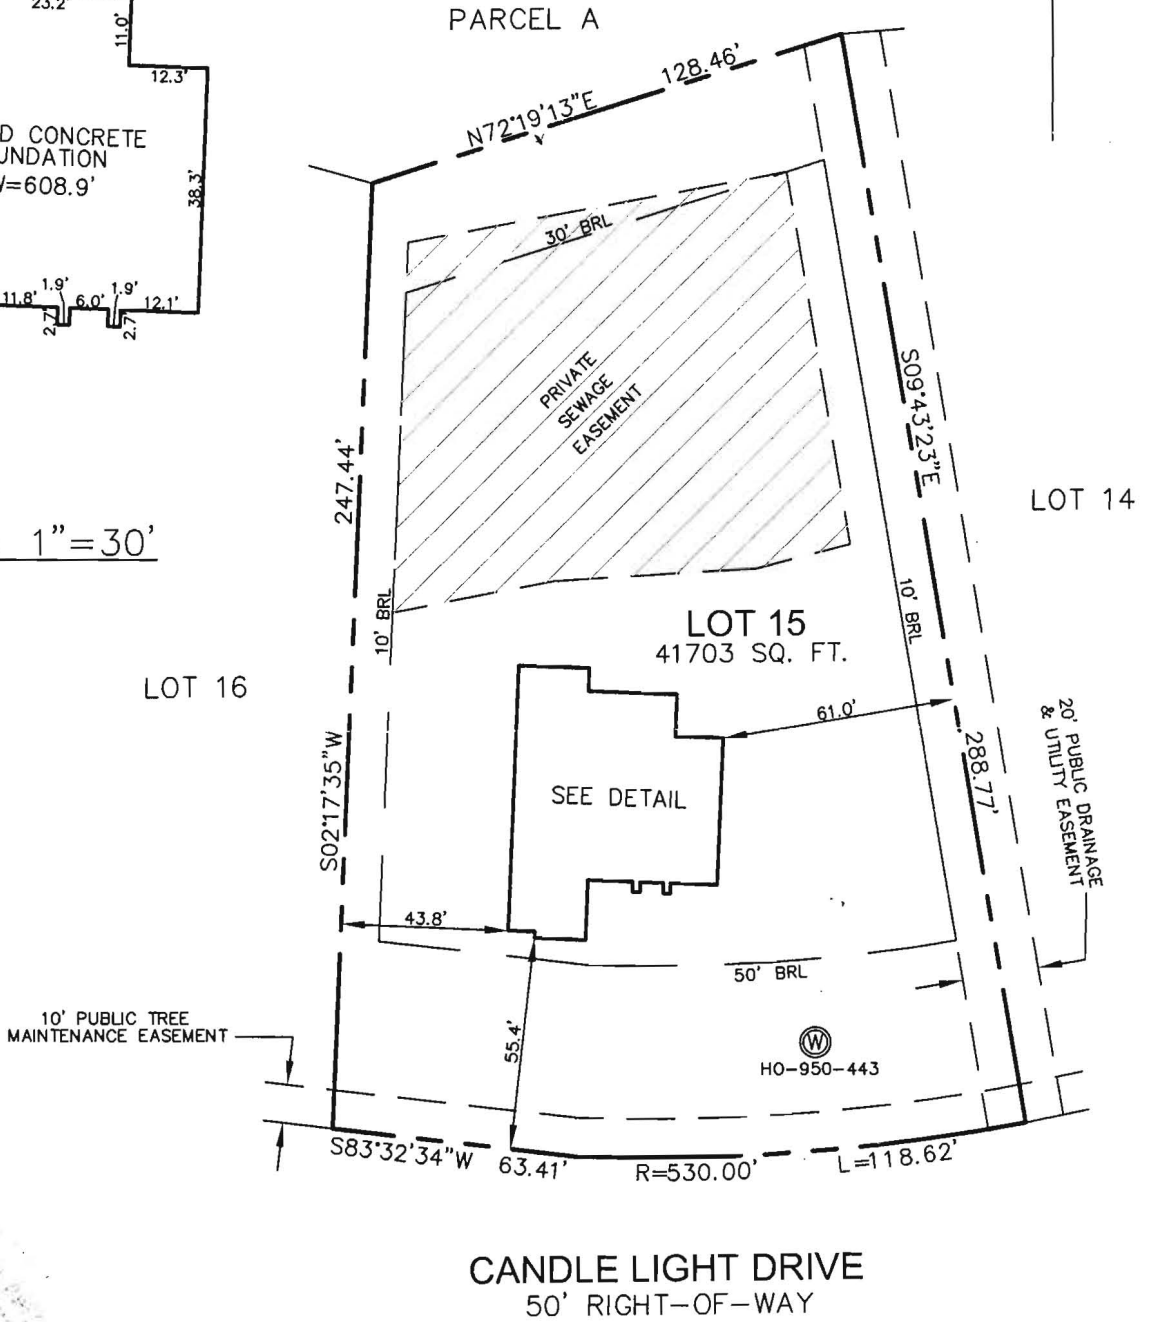 23.2'
11.0'
12.3'
D CONCRETE
UNDATION
=608.9'
38.3'
11.8'
1.9'
6.0'
1.9'
12.1'
2.7'
2.7'
1"=30'
PARCEL A
N72°19'13"E
128.46'
30' BRL
PRIVATE
SEWAGE
EASEMENT
247.44'
S02°17'35"W
10' BRL
S09°43'23"E
288.77'
10' BRL
LOT 14
LOT 15
41703 SQ. FT.
LOT 16
61.0'
SEE DETAIL
20' PUBLIC DRAINAGE
& UTILITY EASEMENT
43.8'
50' BRL
55.4'
10' PUBLIC TREE
MAINTENANCE EASEMENT
W
HO-950-443
S83°32'34"W
63.41'
R=530.00'
L=118.62'
CANDLE LIGHT DRIVE
50' RIGHT-OF-WAY